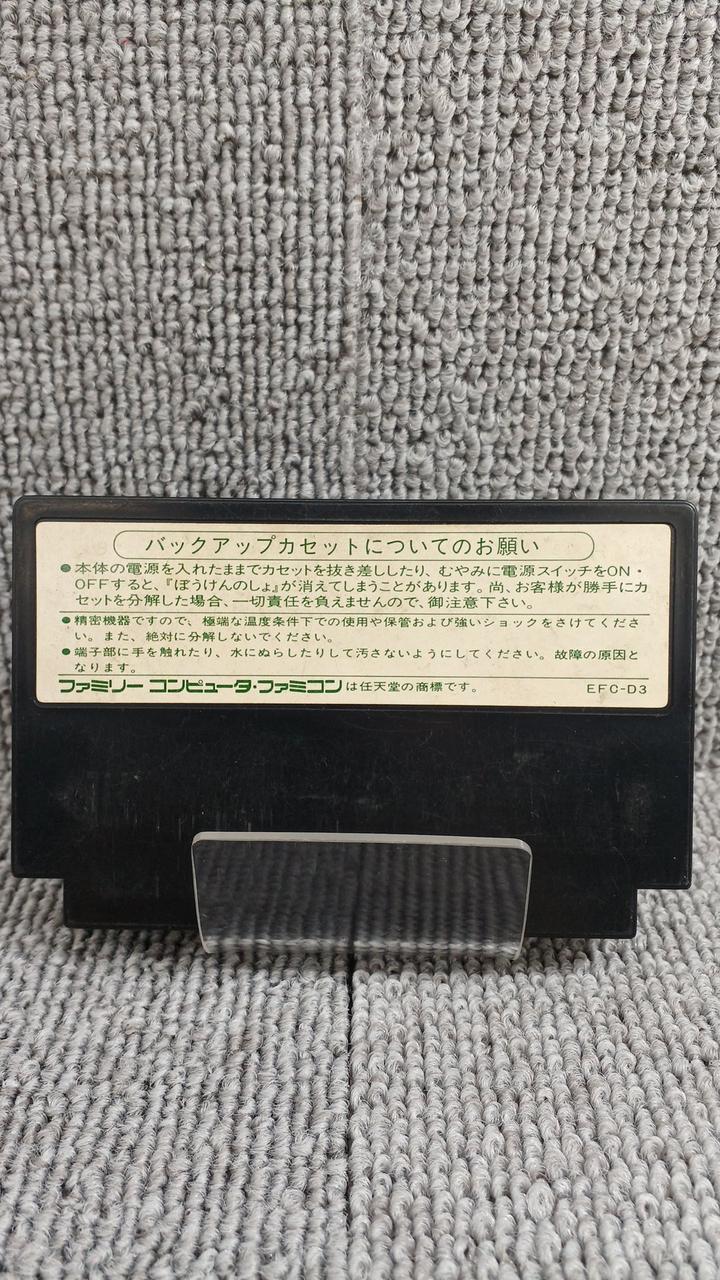 バックアップカセットについてのお願い
●本体の電源を入れたままでカセットを抜き差ししたり、むやみに電源スイッチをON・
OFFすると、『ぼうけんのしょ』が消えてしまうことがあります。尚、お客様が勝手にカ
セットを分解した場合、一切責任を負えませんので、御注意下さい。
●精密機器ですので、極端な温度条件下での使用や保管および強いショックをさけてくださ
い。また、絶対に分解しないでください。
●端子部に手を触れたり、水にぬらしたりして汚さないようにしてください。故障の原因と
なります。
ファミリー コンピュータ・ファミコンは任天堂の商標です。 EFC-D3